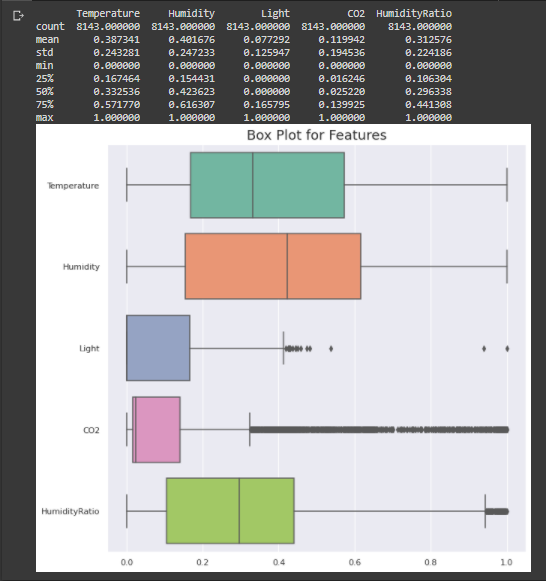 Temperature Humidity Light CO2 HumidityRatio
count 8143.000000 8143.000000 8143.000000 8143.000000 8143.000000
mean 0.387341 0.401676 0.077292 0.119942 0.312576
std 0.243281 0.247233 0.125947 0.194536 0.224186
min 0.000000 0.000000 0.000000 0.000000 0.000000
25% 0.167464 0.154431 0.000000 0.016246 0.106304
50% 0.332536 0.423623 0.000000 0.025220 0.296338
75% 0.571770 0.616307 0.165795 0.139925 0.441308
max 1.000000 1.000000 1.000000 1.000000 1.000000
Box Plot for Features
Temperature
Humidity
Light
CO2
HumidityRatio
0.0 0.2 0.4 0.6 0.8 1.0